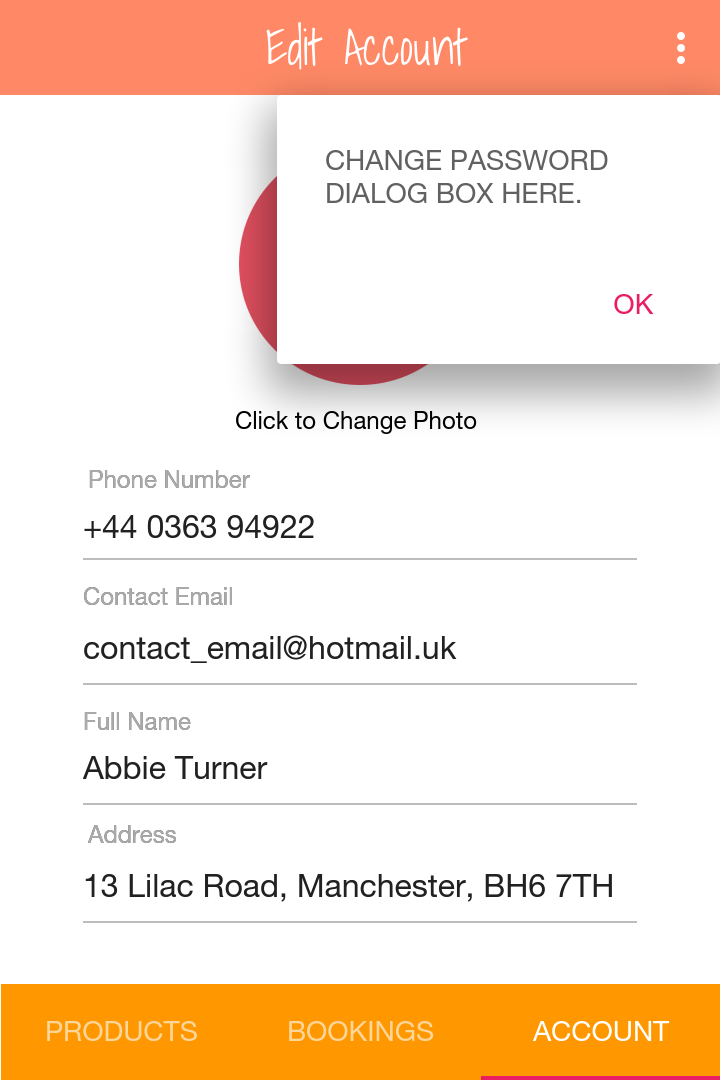 Edit Account
CHANGE PASSWORD
DIALOG BOX HERE.
OK
Click to Change Photo
Phone Number
+44 0363 94922
Contact Email
contact_email@hotmail.uk
Full Name
Abbie Turner
Address
13 Lilac Road, Manchester, BH6 7TH
PRODUCTS BOOKINGS ACCOUNT